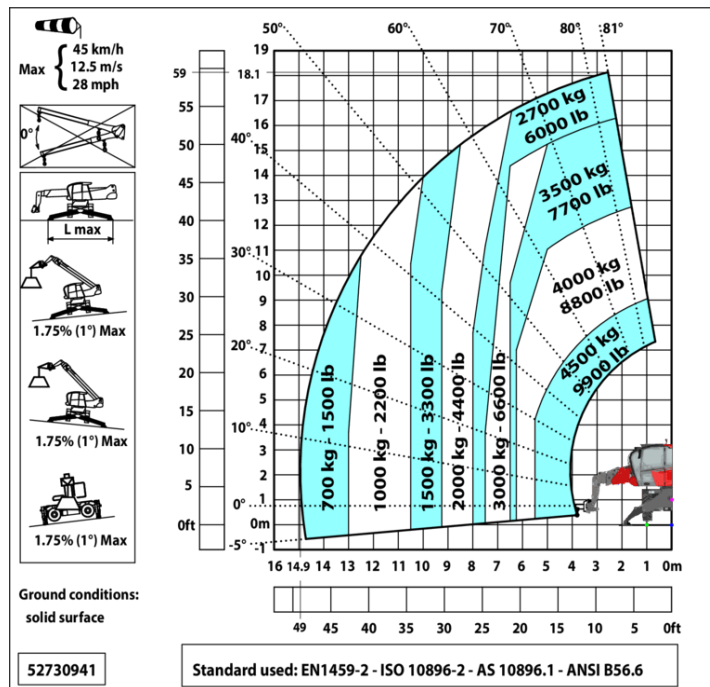 Max
45 km/h
12.5 m/s
28 mph
0°
L max
1.75% (1°) Max
1.75% (1°) Max
1.75% (1°) Max
Ground conditions:
solid surface
52730941
59
55
50
45
40
35
30
25
20
15
10
5
0ft
19
18.1
17
16
15
14
13
12
11
10
9
8
7
6
5
4
3
2
1
0m
-1
50°
60°
70°
80°
81°
40°
30°
20°
10°
0°
-5°
2700 kg
6000 lb
3500 kg
7700 lb
4000 kg
8800 lb
4500 kg
9900 lb
700 kg - 1500 lb
1000 kg - 2200 lb
1500 kg - 3300 lb
2000 kg - 4400 lb
3000 kg - 6600 lb
16 14.9 14 13 12 11 10 9 8 7 6 5 4 3 2 1 0m
49 45 40 35 30 25 20 15 10 5 0ft
Standard used: EN1459-2 - ISO 10896-2 - AS 10896.1 - ANSI B56.6